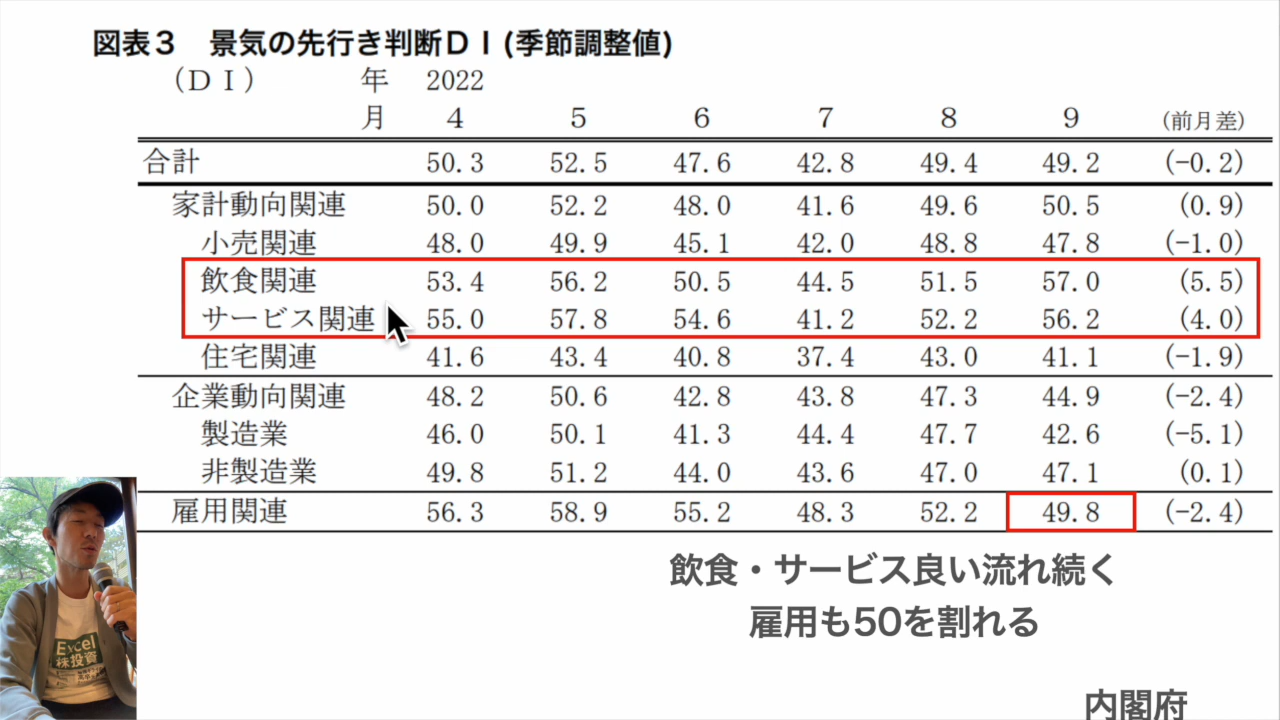 図表３　景気の先行き判断ＤＩ(季節調整値)
（ＤＩ）　年　2022
月　4　5　6　7　8　9　(前月差)
合計　50.3　52.5　47.6　42.8　49.4　49.2　(-0.2)
家計動向関連　50.0　52.2　48.0　41.6　49.6　50.5　(0.9)
小売関連　48.0　49.9　45.1　42.0　48.8　47.8　(-1.0)
飲食関連　53.4　56.2　50.5　44.5　51.5　57.0　(5.5)
サービス関連　55.0　57.8　54.6　41.2　52.2　56.2　(4.0)
住宅関連　41.6　43.4　40.8　37.4　43.0　41.1　(-1.9)
企業動向関連　48.2　50.6　42.8　43.8　47.3　44.9　(-2.4)
製造業　46.0　50.1　41.3　44.4　47.7　42.6　(-5.1)
非製造業　49.8　51.2　44.0　43.6　47.0　47.1　(0.1)
雇用関連　56.3　58.9　55.2　48.3　52.2　49.8　(-2.4)
飲食・サービス良い流れ続く
雇用も50を割れる
Excel
株投資
内閣府